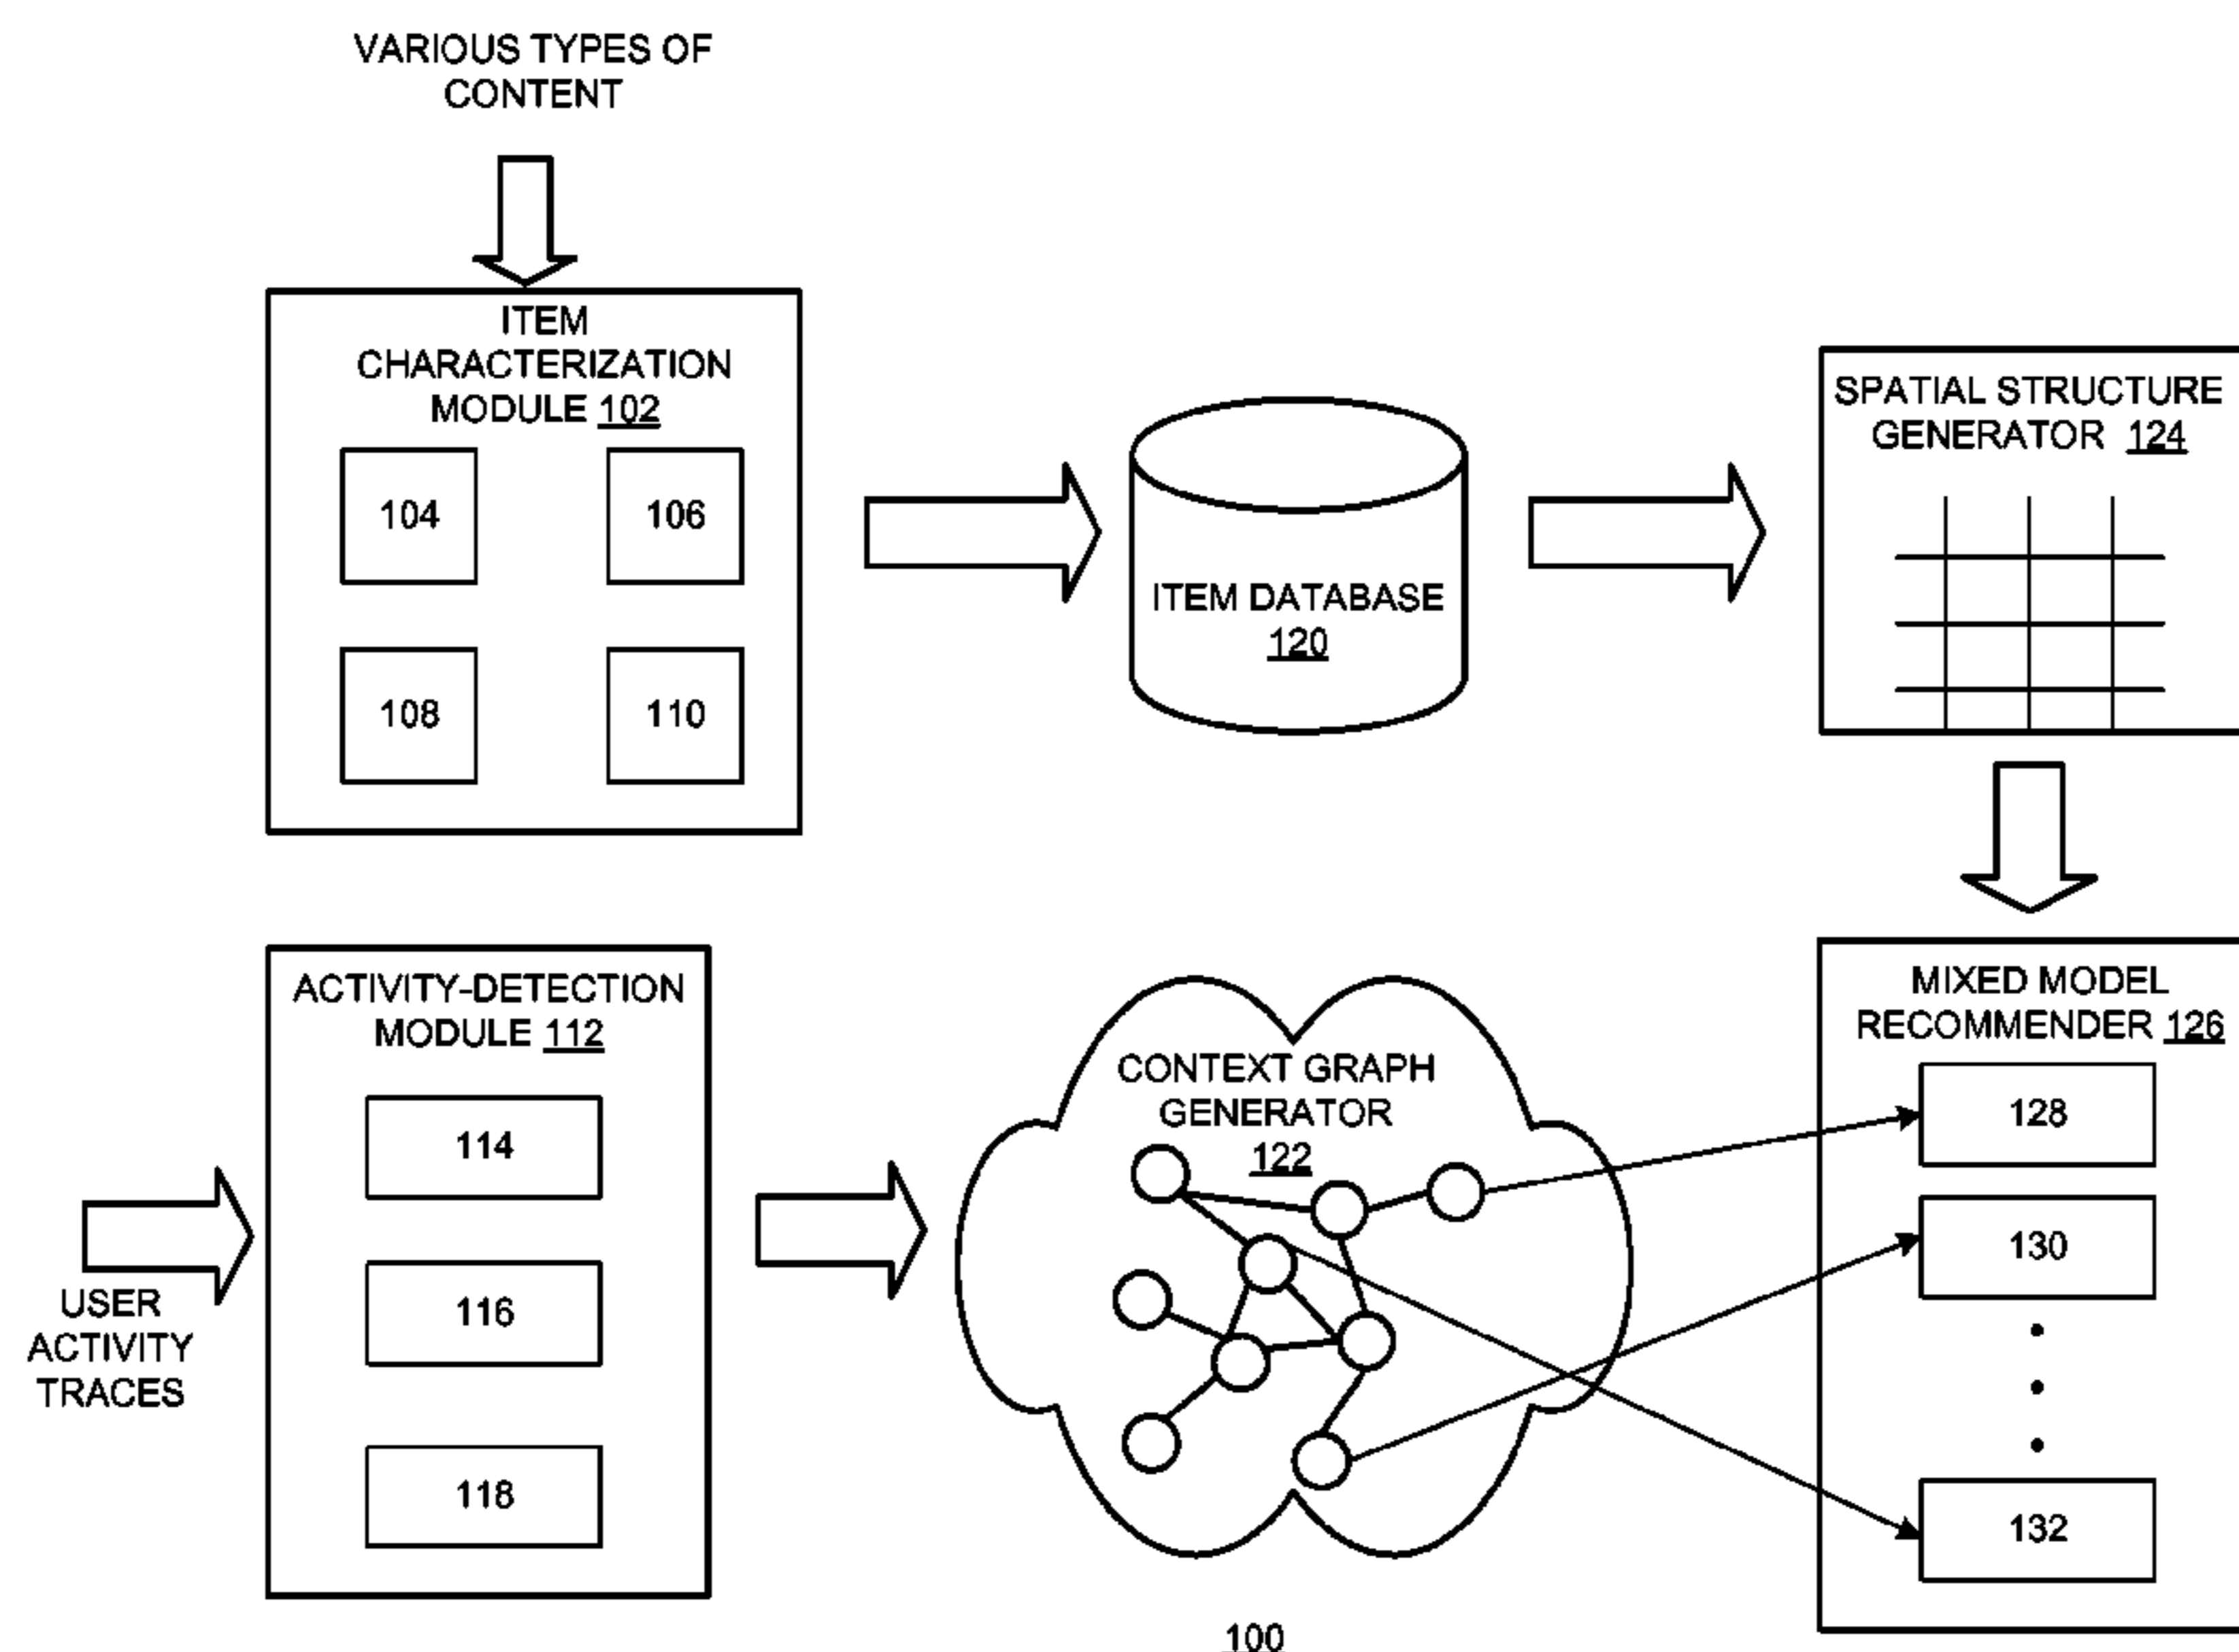 VARIOUS TYPES OF
CONTENT
ITEM
CHARACTERIZATION
MODULE 102
104
106
108
110
ITEM DATABASE
120
SPATIAL STRUCTURE
GENERATOR 124
USER
ACTIVITY
TRACES
ACTIVITY-DETECTION
MODULE 112
114
116
118
CONTEXT GRAPH
GENERATOR
122
MIXED MODEL
RECOMMENDER 126
128
130
132
100